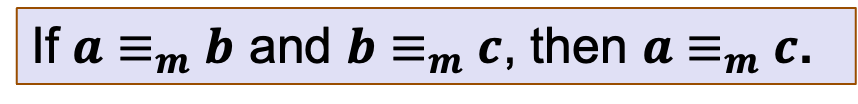 If a ≡ₘ b and b ≡ₘ c, then a ≡ₘ c.